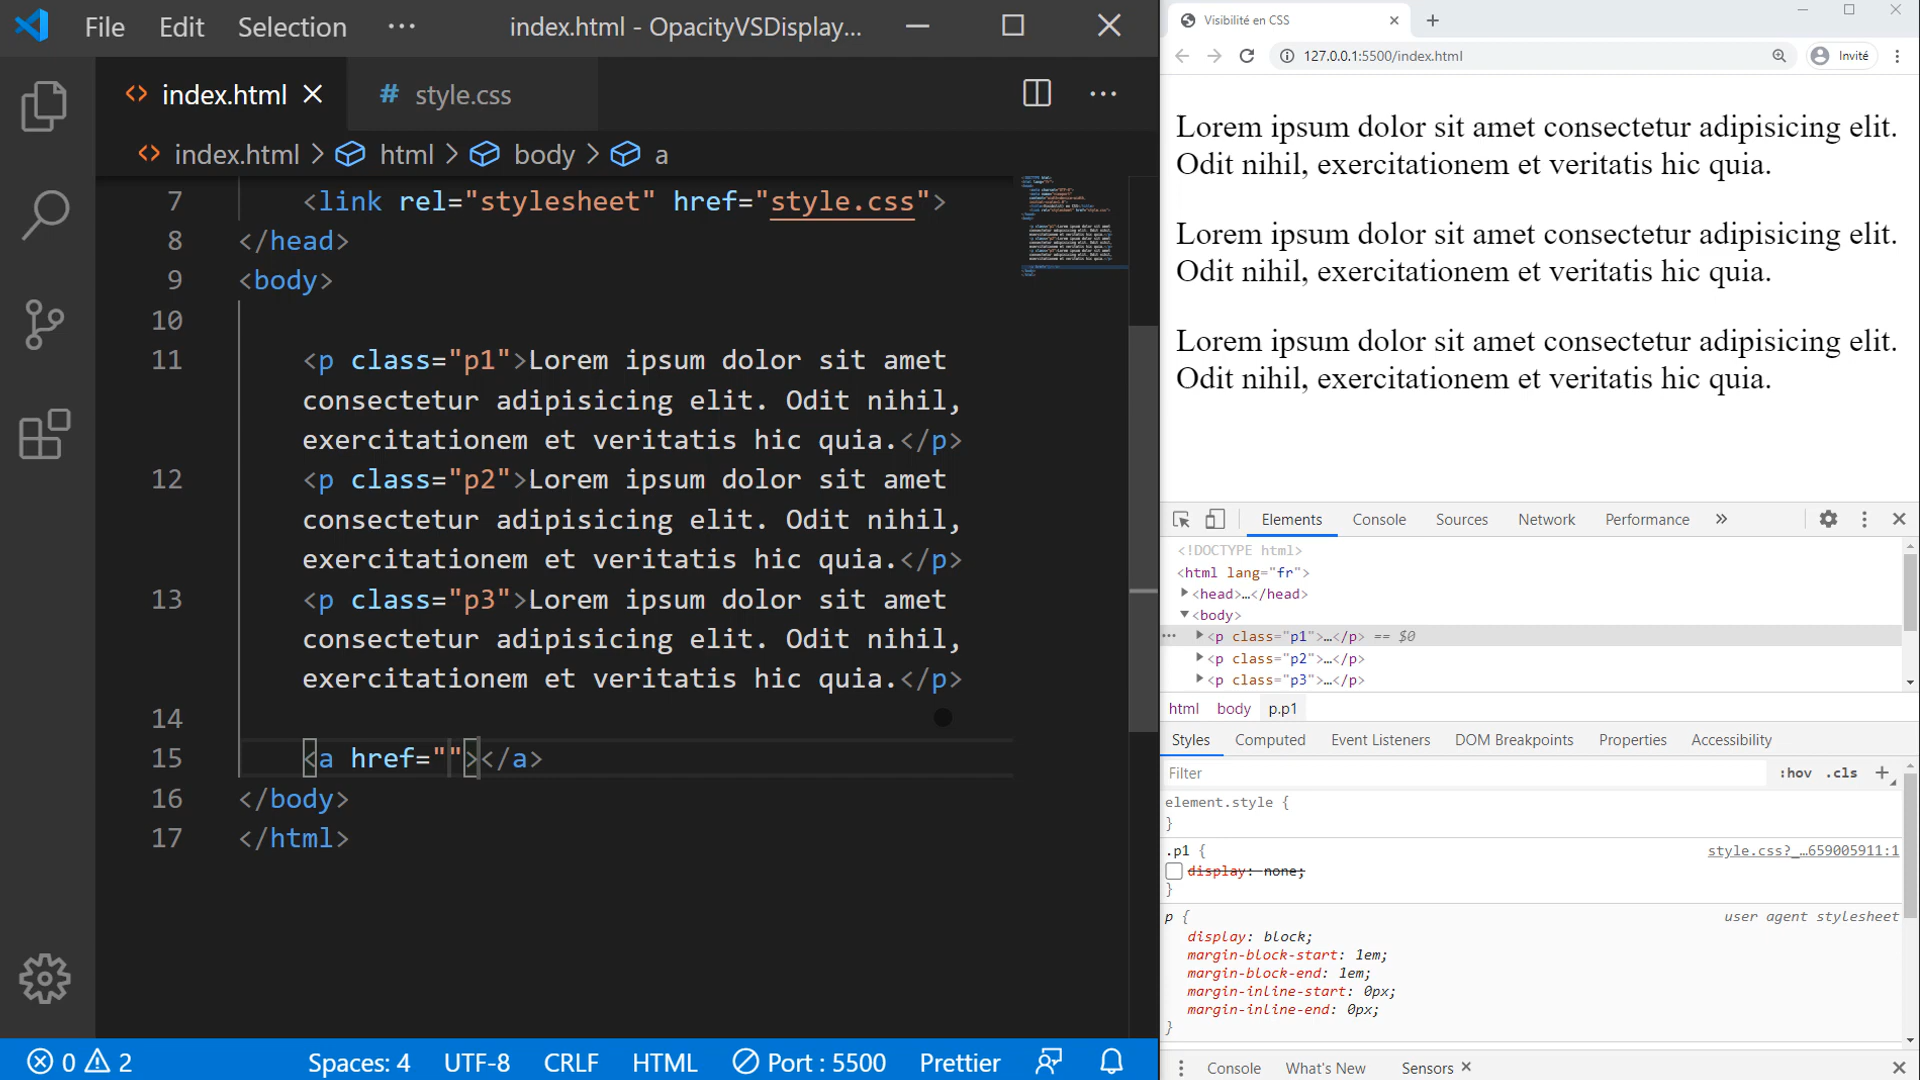 File Edit Selection ··· index.html - OpacityVSDisplay...
index.html
# style.css
index.html > html > body > a
7 <link rel="stylesheet" href="style.css">
8 </head>
9 <body>
10
11 <p class="p1">Lorem ipsum dolor sit amet
consectetur adipisicing elit. Odit nihil,
exercitationem et veritatis hic quia.</p>
12 <p class="p2">Lorem ipsum dolor sit amet
consectetur adipisicing elit. Odit nihil,
exercitationem et veritatis hic quia.</p>
13 <p class="p3">Lorem ipsum dolor sit amet
consectetur adipisicing elit. Odit nihil,
exercitationem et veritatis hic quia.</p>
14
15 <a href=""></a>
16 </body>
17 </html>
0 2 Spaces: 4 UTF-8 CRLF HTML Port : 5500 Prettier
Visibilité en CSS
127.0.0.1:5500/index.html Invité
Lorem ipsum dolor sit amet consectetur adipisicing elit.
Odit nihil, exercitationem et veritatis hic quia.
Lorem ipsum dolor sit amet consectetur adipisicing elit.
Odit nihil, exercitationem et veritatis hic quia.
Lorem ipsum dolor sit amet consectetur adipisicing elit.
Odit nihil, exercitationem et veritatis hic quia.
Elements Console Sources Network Performance »
<!DOCTYPE html>
<html lang="fr">
<head>…</head>
<body>
<p class="p1">…</p> == $0
<p class="p2">…</p>
<p class="p3">…</p>
html body p.p1
Styles Computed Event Listeners DOM Breakpoints Properties Accessibility
Filter :hov .cls +
element.style {
}
.p1 { style.css?_…659005911:1
display: none;
}
p { user agent stylesheet
display: block;
margin-block-start: 1em;
margin-block-end: 1em;
margin-inline-start: 0px;
margin-inline-end: 0px;
}
Console What's New Sensors